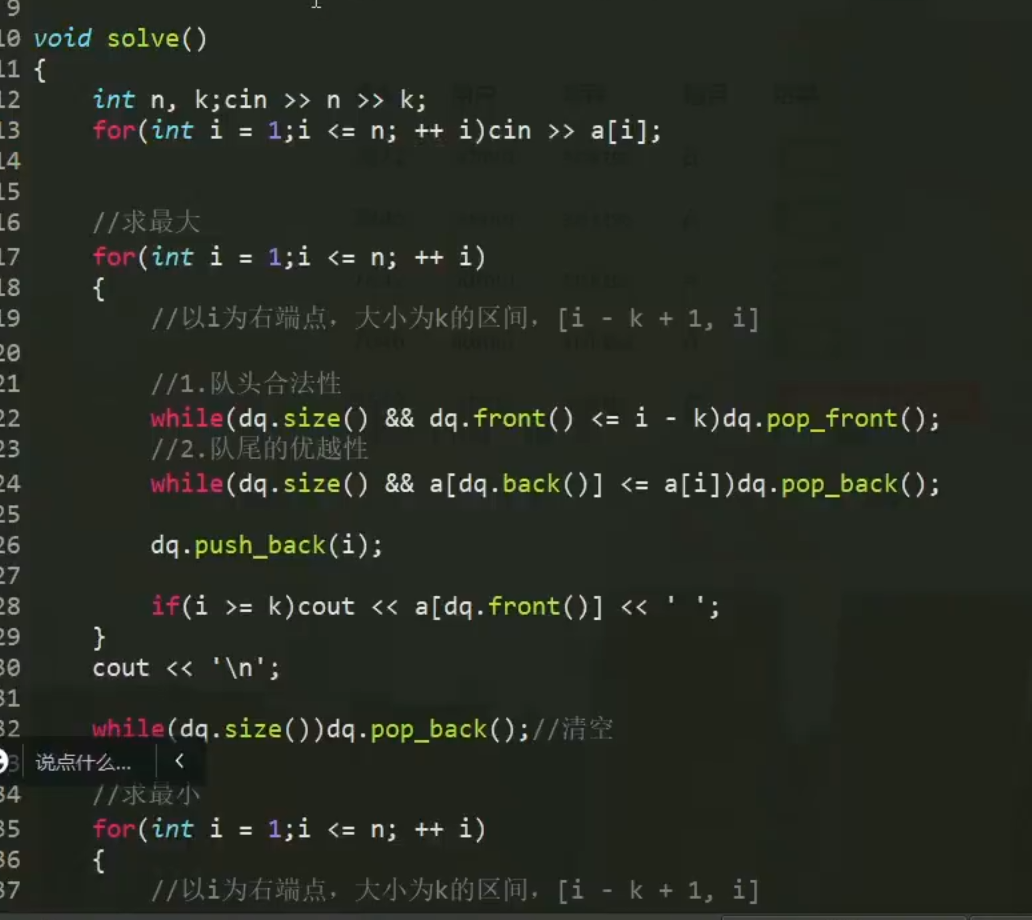 9
10 void solve()
11 {
12 int n, k;cin >> n >> k;
13 for(int i = 1;i <= n; ++ i)cin >> a[i];
14
15
16 //求最大
17 for(int i = 1;i <= n; ++ i)
18 {
19 //以i为右端点，大小为k的区间，[i - k + 1, i]
20
21 //1.队头合法性
22 while(dq.size() && dq.front() <= i - k)dq.pop_front();
23 //2.队尾的优越性
24 while(dq.size() && a[dq.back()] <= a[i])dq.pop_back();
25
26 dq.push_back(i);
27
28 if(i >= k)cout << a[dq.front()] << ' ';
29 }
30 cout << '\n';
31
32 while(dq.size())dq.pop_back();//清空
说点什么...
34 //求最小
35 for(int i = 1;i <= n; ++ i)
36 {
37 //以i为右端点，大小为k的区间，[i - k + 1, i]